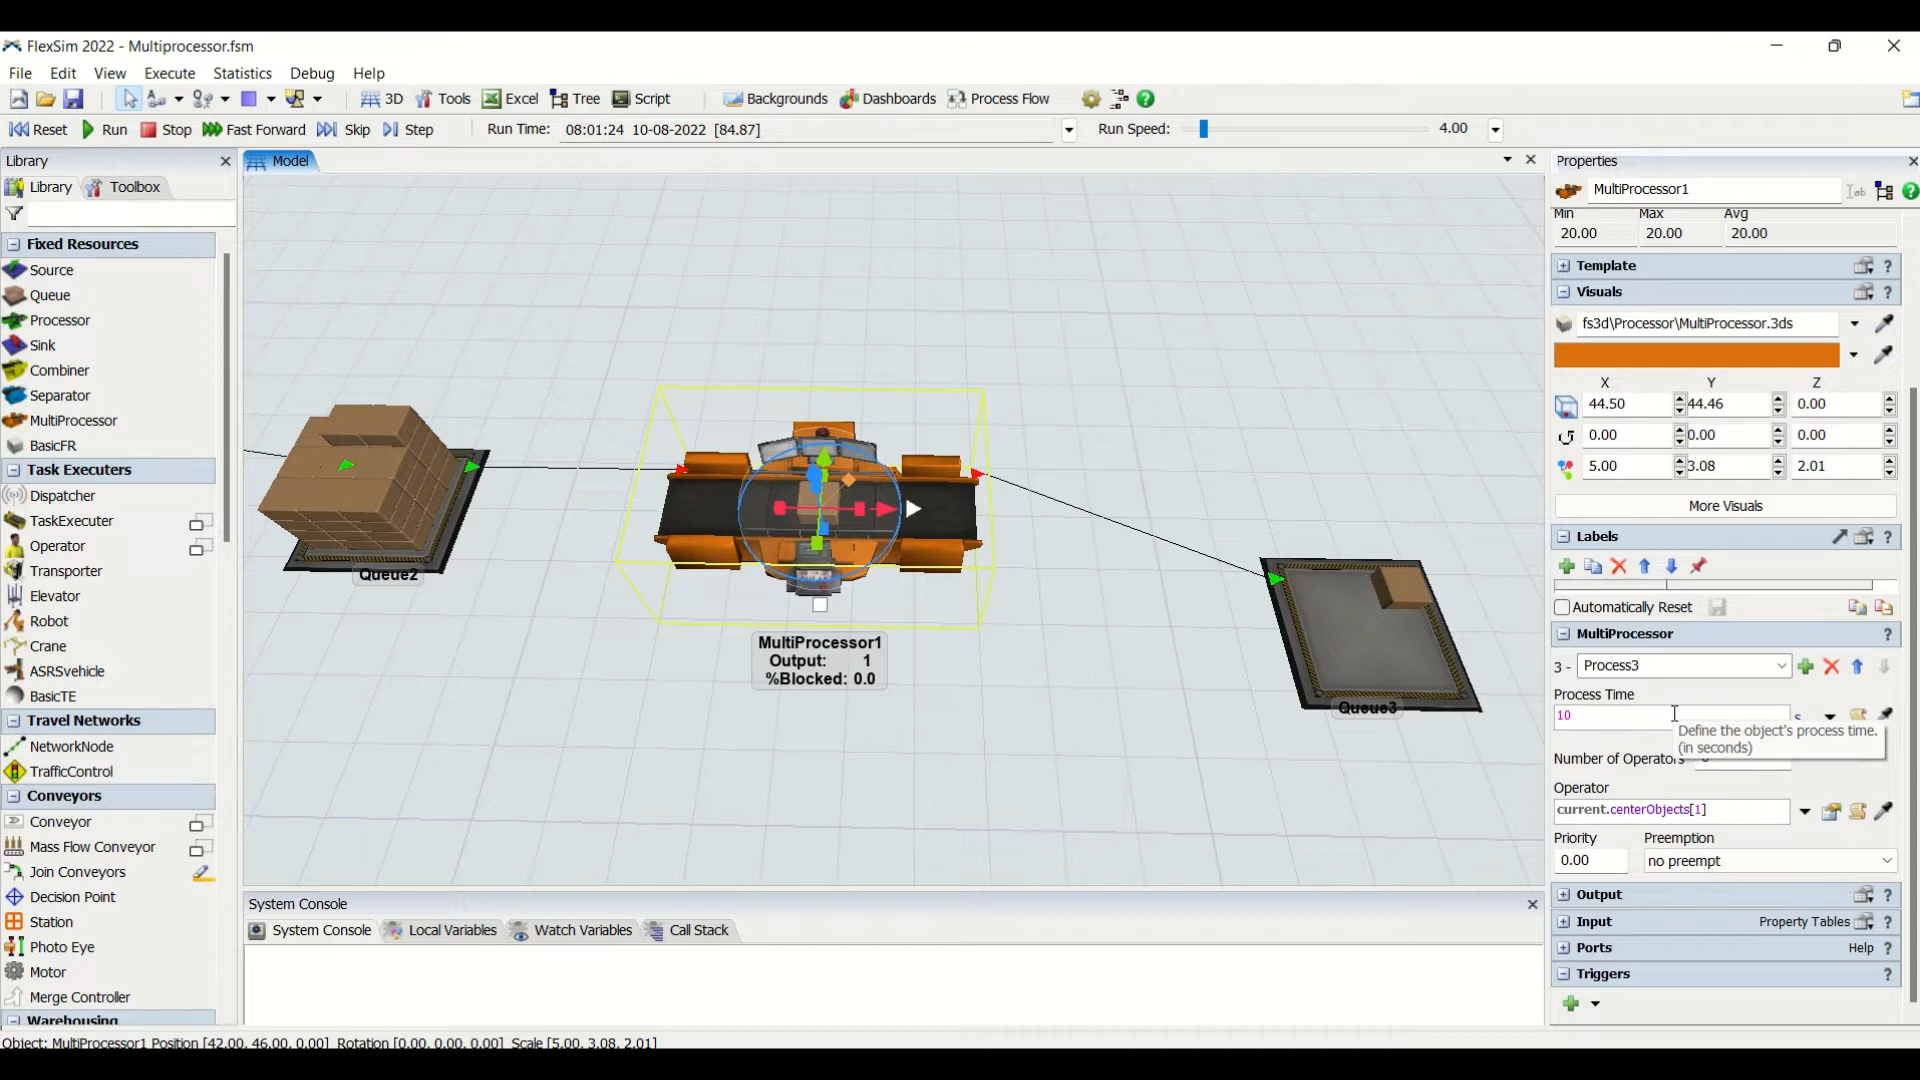 FlexSim 2022 - Multiprocessor.fsm
File Edit View Execute Statistics Debug Help
3D Tools Excel Tree Script Backgrounds Dashboards Process Flow
Reset Run Stop Fast Forward Skip Step Run Time: 08:01:24 10-08-2022 [84.87] Run Speed: 4.00
Library
Library Toolbox
Fixed Resources
Source
Queue
Processor
Sink
Combiner
Separator
MultiProcessor
BasicFR
Task Executers
Dispatcher
TaskExecuter
Operator
Transporter
Elevator
Robot
Crane
ASRSvehicle
BasicTE
Travel Networks
NetworkNode
TrafficControl
Conveyors
Conveyor
Mass Flow Conveyor
Join Conveyors
Decision Point
Station
Photo Eye
Motor
Merge Controller
Warehousing
Model
Queue2
MultiProcessor1
Output: 1
%Blocked: 0.0
Queue3
System Console
System Console Local Variables Watch Variables Call Stack
Properties
MultiProcessor1
Min Max Avg
20.00 20.00 20.00
Template
Visuals
fs3d\Processor\MultiProcessor.3ds
X Y Z
44.50 44.46 0.00
0.00 0.00 0.00
5.00 3.08 2.01
More Visuals
Labels
Automatically Reset
MultiProcessor
3 - Process3
Process Time
10 s
Define the object's process time.
(in seconds)
Number of Operators
Operator
current.centerObjects[1]
Priority Preemption
0.00 no preempt
Output
Input Property Tables
Ports Help
Triggers
Object: MultiProcessor1 Position [42.00, 46.00, 0.00] Rotation [0.00, 0.00, 0.00] Scale [5.00, 3.08, 2.01]